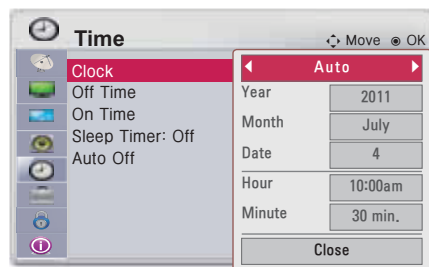 Time
Move OK
Clock
Off Time
On Time
Sleep Timer: Off
Auto Off
Auto
Year 2011
Month July
Date 4
Hour 10:00am
Minute 30 min.
Close